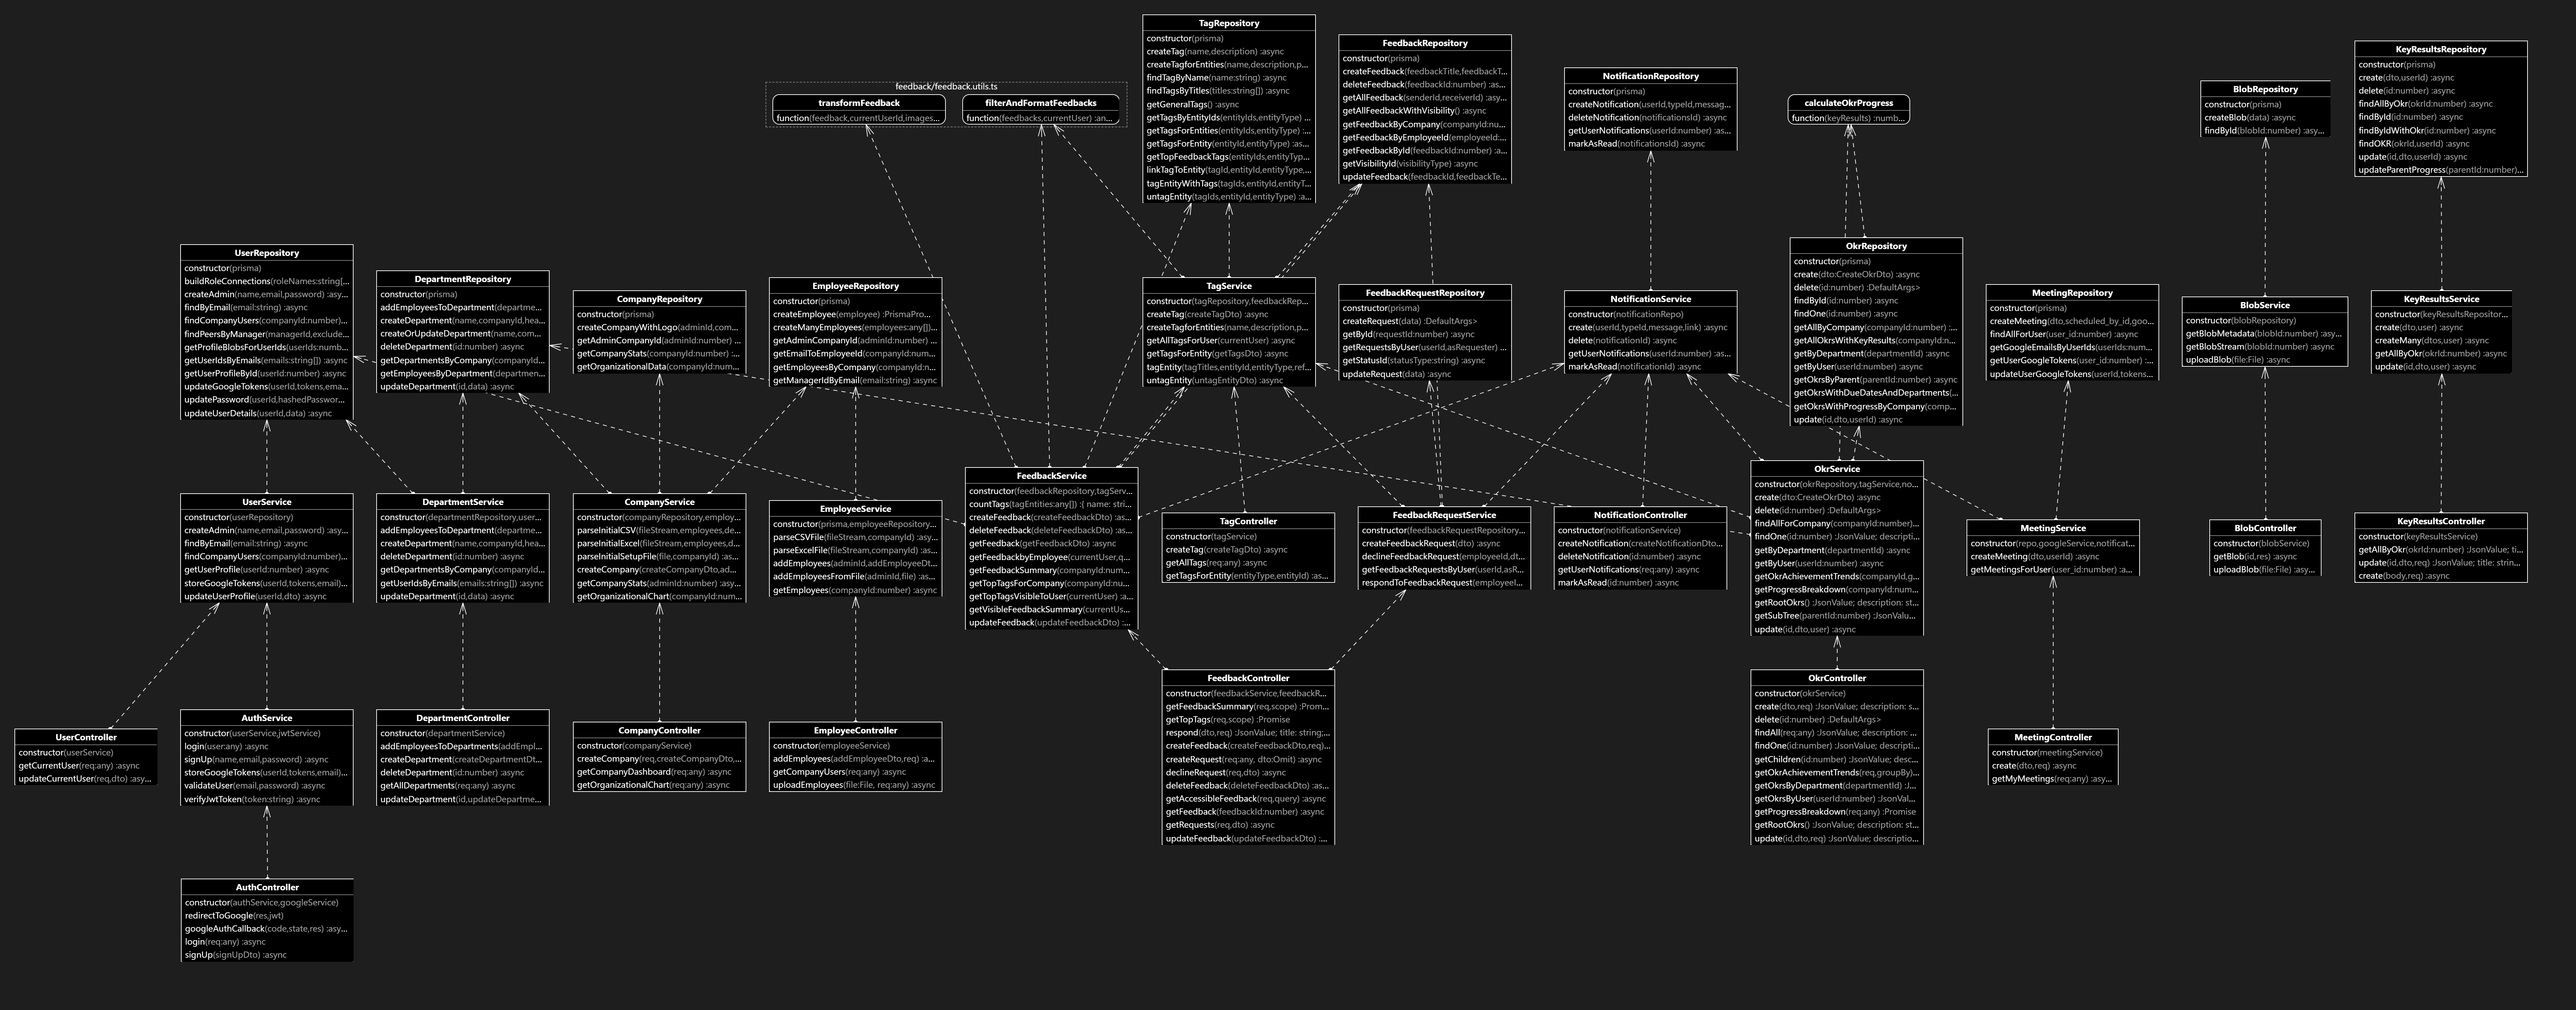 TagRepository
constructor(prisma)
createTag(name,description) :async
createTagforEntities(name,description,p...
findTagByName(name:string) :async
findTagsByTitles(titles:string[]) :async
getGeneralTags() :async
getTagsByEntityIds(entityIds,entityType) ...
getTagsForEntities(entityIds,entityType) :...
getTagsForEntity(entityId,entityType) :as...
getTopFeedbackTags(entityIds,entityTyp...
linkTagToEntity(tagId,entityId,entityType,...
tagEntityWithTags(tagIds,entityId,entityT...
untagEntity(tagIds,entityId,entityType) :a...
FeedbackRepository
constructor(prisma)
createFeedback(feedbackTitle,feedbackT...
deleteFeedback(feedbackId:number) :as...
getAllFeedback(senderId,receiverId) :asy...
getAllFeedbackWithVisibility() :async
getFeedbackByCompany(companyId:nu...
getFeedbackByEmployeeId(employeeId:...
getFeedbackById(feedbackId:number) :a...
getVisibilityId(visibilityType) :async
updateFeedback(feedbackId,feedbackTe...
NotificationRepository
constructor(prisma)
createNotification(userId,typeId,messag...
deleteNotification(notificationsId) :async
getUserNotifications(userId:number) :as...
markAsRead(notificationsId) :async
KeyResultsRepository
constructor(prisma)
create(dto,userId) :async
delete(id:number) :async
findAllByOkr(okrId:number) :async
findById(id:number) :async
findByIdWithOkr(id:number) :async
findOKR(okrId,userId) :async
update(id,dto,userId) :async
updateParentProgress(parentId:number)...
BlobRepository
constructor(prisma)
createBlob(data) :async
findById(blobId:number) :asy...
feedback/feedback.utils.ts
transformFeedback
function(feedback,currentUserId,images...
filterAndFormatFeedbacks
function(feedbacks,currentUser) :an...
calculateOkrProgress
function(keyResults) :numb...
UserRepository
constructor(prisma)
buildRoleConnections(roleNames:string[...
createAdmin(name,email,password) :asy...
findByEmail(email:string) :async
findCompanyUsers(companyId:number)...
findPeersByManager(managerId,exclude...
getProfileBlobsForUserIds(userIds:numb...
getUserIdsByEmails(emails:string[]) :async
getUserProfileById(userId:number) :async
updateGoogleTokens(userId,tokens,ema...
updatePassword(userId,hashedPasswor...
updateUserDetails(userId,data) :async
DepartmentRepository
constructor(prisma)
addEmployeesToDepartment(departme...
createDepartment(name,companyId,hea...
createOrUpdateDepartment(name,com...
deleteDepartment(id:number) :async
getDepartmentsByCompany(companyId...
getEmployeesByDepartment(departmen...
updateDepartment(id,data) :async
CompanyRepository
constructor(prisma)
createCompanyWithLogo(adminId,com...
getAdminCompanyId(adminId:number) ...
getCompanyStats(companyId:number) :...
getOrganizationalData(companyId:num...
EmployeeRepository
constructor(prisma)
createEmployee(employee) :PrismaPro...
createManyEmployees(employees:any[])...
getAdminCompanyId(adminId:number) ...
getEmailToEmployeeId(companyId:num...
getEmployeesByCompany(companyId:n...
getManagerIdByEmail(email:string) :async
TagService
constructor(tagRepository,feedbackRep...
createTag(createTagDto) :async
createTagforEntities(name,description,p...
getAllTagsForUser(currentUser) :async
getTagsForEntity(getTagsDto) :async
tagEntity(tagTitles,entityId,entityType,ref...
untagEntity(untagEntityDto) :async
FeedbackRequestRepository
constructor(prisma)
createRequest(data) :DefaultArgs>
getById(requestId:number) :async
getRequestsByUser(userId,asRequester) ...
getStatusId(statusType:string) :async
updateRequest(data) :async
NotificationService
constructor(notificationRepo)
create(userId,typeId,message,link) :async
delete(notificationId) :async
getUserNotifications(userId:number) :as...
markAsRead(notificationId) :async
OkrRepository
constructor(prisma)
create(dto:CreateOkrDto) :async
delete(id:number) :DefaultArgs>
findById(id:number) :async
findOne(id:number) :async
getAllByCompany(companyId:number) :...
getAllOkrsWithKeyResults(companyId:n...
getByDepartment(departmentId) :async
getByUser(userId:number) :async
getOkrsByParent(parentId:number) :async
getOkrsWithDueDatesAndDepartments(...
getOkrsWithProgressByCompany(comp...
update(id,dto,userId) :async
MeetingRepository
constructor(prisma)
createMeeting(dto,scheduled_by_id,goo...
findAllForUser(user_id:number) :async
getGoogleEmailsByUserIds(userIds:num...
getUserGoogleTokens(user_id:number) :...
updateUserGoogleTokens(userId,tokens...
BlobService
constructor(blobRepository)
getBlobMetadata(blobId:number) :asy...
getBlobStream(blobId:number) :async
uploadBlob(file:File) :async
KeyResultsService
constructor(keyResultsRepositor...
create(dto,user) :async
createMany(dtos,user) :async
getAllByOkr(okrId:number) :async
update(id,dto,user) :async
UserService
constructor(userRepository)
createAdmin(name,email,password) :asy...
findByEmail(email:string) :async
findCompanyUsers(companyId:number)...
getUserProfile(userId:number) :async
storeGoogleTokens(userId,tokens,email)...
updateUserProfile(userId,dto) :async
DepartmentService
constructor(departmentRepository,user...
addEmployeesToDepartment(departme...
createDepartment(name,companyId,hea...
deleteDepartment(id:number) :async
getDepartmentsByCompany(companyId...
getUserIdsByEmails(emails:string[]) :async
updateDepartment(id,data) :async
CompanyService
constructor(companyRepository,employ...
parseInitialCSV(fileStream,employees,de...
parseInitialExcel(fileStream,employees,d...
parseInitialSetupFile(file,companyId) :as...
createCompany(createCompanyDto,ad...
getCompanyStats(adminId:number) :asy...
getOrganizationalChart(companyId:num...
EmployeeService
constructor(prisma,employeeRepository...
parseCSVFile(fileStream,companyId) :asy...
parseExcelFile(fileStream,companyId) :as...
addEmployees(adminId,addEmployeeDt...
addEmployeesFromFile(adminId,file) :as...
getEmployees(companyId:number) :async
FeedbackService
constructor(feedbackRepository,tagServ...
countTags(tagEntities:any[]) :{ name: stri...
createFeedback(createFeedbackDto) :as...
deleteFeedback(deleteFeedbackDto) :as...
getFeedback(getFeedbackDto) :async
getFeedbackbyEmployee(currentUser,q...
getFeedbackSummary(companyId:num...
getTopTagsForCompany(companyId:nu...
getTopTagsVisibleToUser(currentUser) :a...
getVisibleFeedbackSummary(currentUs...
updateFeedback(updateFeedbackDto) :...
TagController
constructor(tagService)
createTag(createTagDto) :async
getAllTags(req:any) :async
getTagsForEntity(entityType,entityId) :as...
FeedbackRequestService
constructor(feedbackRequestRepository...
createFeedbackRequest(dto) :async
declineFeedbackRequest(employeeId,dt...
getFeedbackRequestsByUser(userId,asR...
respondToFeedbackRequest(employeeI...
NotificationController
constructor(notificationService)
createNotification(createNotificationDto...
deleteNotification(id:number) :async
getUserNotifications(req:any) :async
markAsRead(id:number) :async
OkrService
constructor(okrRepository,tagService,no...
create(dto:CreateOkrDto) :async
delete(id:number) :DefaultArgs>
findAllForCompany(companyId:number)...
findOne(id:number) :JsonValue; descripti...
getByDepartment(departmentId) :async
getByUser(userId:number) :async
getOkrAchievementTrends(companyId,g...
getProgressBreakdown(companyId:num...
getRootOkrs() :JsonValue; description: st...
getSubTree(parentId:number) :JsonValu...
update(id,dto,user) :async
MeetingService
constructor(repo,googleService,notificat...
createMeeting(dto,userId) :async
getMeetingsForUser(user_id:number) :a...
BlobController
constructor(blobService)
getBlob(id,res) :async
uploadBlob(file:File) :asy...
KeyResultsController
constructor(keyResultsService)
getAllByOkr(okrId:number) :JsonValue; ti...
update(id,dto,req) :JsonValue; title: strin...
create(body,req) :async
UserController
constructor(userService)
getCurrentUser(req:any) :async
updateCurrentUser(req,dto) :asy...
AuthService
constructor(userService,jwtService)
login(user:any) :async
signUp(name,email,password) :async
storeGoogleTokens(userId,tokens,email)...
validateUser(email,password) :async
verifyJwtToken(token:string) :async
DepartmentController
constructor(departmentService)
addEmployeesToDepartments(addEmpl...
createDepartment(createDepartmentDt...
deleteDepartment(id:number) :async
getAllDepartments(req:any) :async
updateDepartment(id,updateDepartme...
CompanyController
constructor(companyService)
createCompany(req,createCompanyDto,...
getCompanyDashboard(req:any) :async
getOrganizationalChart(req:any) :async
EmployeeController
constructor(employeeService)
addEmployees(addEmployeeDto,req) :a...
getCompanyUsers(req:any) :async
uploadEmployees(file:File, req:any) :async
FeedbackController
constructor(feedbackService,feedbackR...
getFeedbackSummary(req,scope) :Prom...
getTopTags(req,scope) :Promise
respond(dto,req) :JsonValue; title: string;...
createFeedback(createFeedbackDto,req)...
createRequest(req:any, dto:Omit) :async
declineRequest(req,dto) :async
deleteFeedback(deleteFeedbackDto) :as...
getAccessibleFeedback(req,query) :async
getFeedback(feedbackId:number) :async
getRequests(req,dto) :async
updateFeedback(updateFeedbackDto) :...
OkrController
constructor(okrService)
create(dto,req) :JsonValue; description: s...
delete(id:number) :DefaultArgs>
findAll(req:any) :JsonValue; description: ...
findOne(id:number) :JsonValue; descripti...
getChildren(id:number) :JsonValue; desc...
getOkrAchievementTrends(req,groupBy)...
getOkrsByDepartment(departmentId) :J...
getOkrsByUser(userId:number) :JsonVal...
getProgressBreakdown(req:any) :Promise
getRootOkrs() :JsonValue; description: st...
update(id,dto,req) :JsonValue; descriptio...
MeetingController
constructor(meetingService)
create(dto,req) :async
getMyMeetings(req:any) :asy...
AuthController
constructor(authService,googleService)
redirectToGoogle(res,jwt)
googleAuthCallback(code,state,res) :asy...
login(req:any) :async
signUp(signUpDto) :async